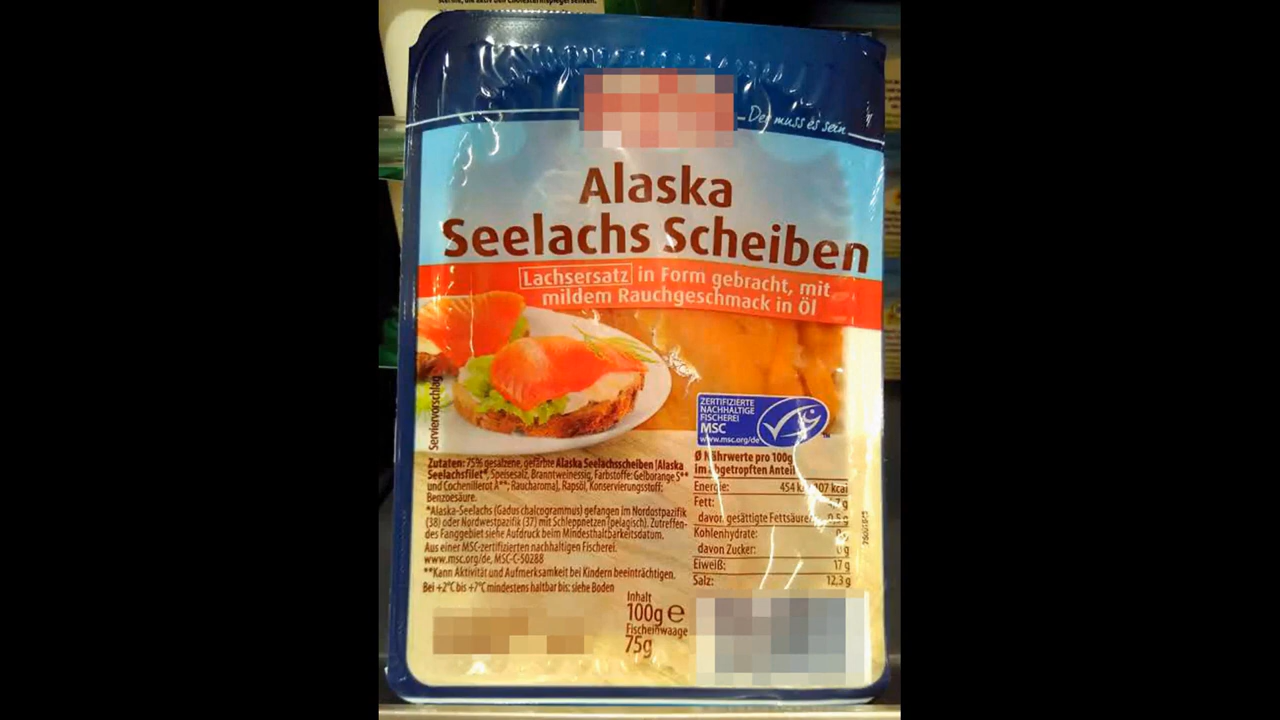 Der muss es sein
Alaska
Seelachs Scheiben
Lachsersatz in Form gebracht, mit
mildem Rauchgeschmack in Öl
Serviervorschlag
ZERTIFIZIERTE
NACHHALTIGE
FISCHEREI
MSC
www.msc.org/de
TM
Zutaten: 75% gesalzene, gefärbte Alaska Seelachsscheiben [Alaska
Seelachsfilet*, Speisesalz, Branntweinessig, Farbstoffe: Gelborange S**
und Cochenillerot A**; Raucharoma], Rapsöl, Konservierungsstoff:
Benzoesäure.
*Alaska-Seelachs (Gadus chalcogrammus) gefangen im Nordostpazifik
(38) oder Nordwestpazifik (37) mit Schleppnetzen (pelagisch). Zutreffen-
des Fanggebiet siehe Aufdruck beim Mindesthaltbarkeitsdatum.
Aus einer MSC-zertifizierten nachhaltigen Fischerei.
www.msc.org/de, MSC-C-50288
**Kann Aktivität und Aufmerksamkeit bei Kindern beeinträchtigen.
Bei +2°C bis +7°C mindestens haltbar bis: siehe Boden
Ø Nährwerte pro 100g
im abgetropften Anteil
Energie: 454 kJ/107 kcal
Fett:
davon gesättigte Fettsäuren:
Kohlenhydrate:
davon Zucker:
Eiweiß: 17 g
Salz: 12,3 g
Inhalt
100g e
Fischeinwaage
75g